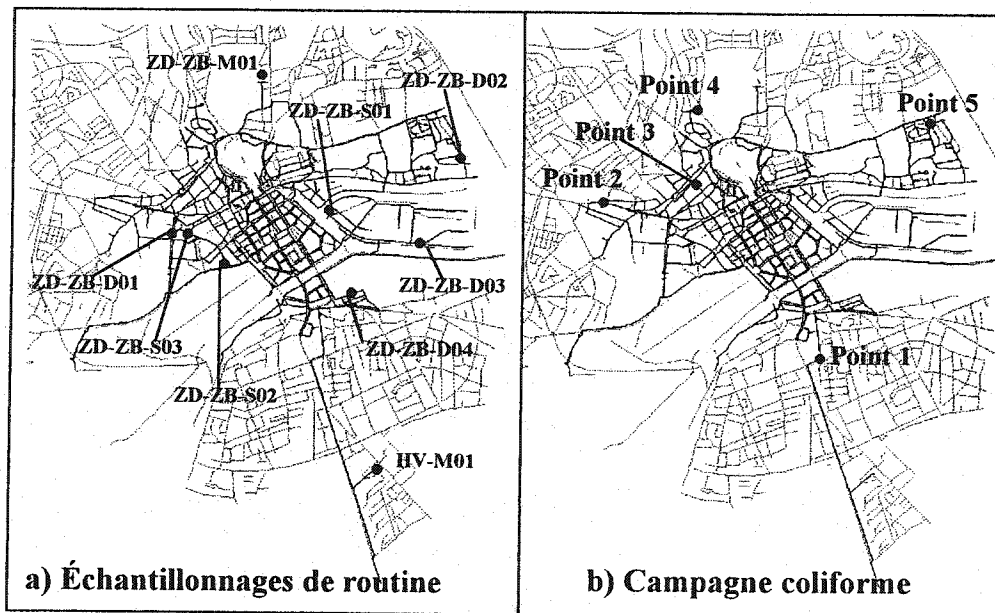 ZD-ZB-M01
ZD-ZB-D02
ZD-ZB-S01
ZD-ZB-D01
ZD-ZB-D03
ZD-ZB-S03
ZD-ZB-D04
ZD-ZB-S02
HV-M01
a) Échantillonnages de routine
Point 4
Point 5
Point 3
Point 2
Point 1
b) Campagne coliforme